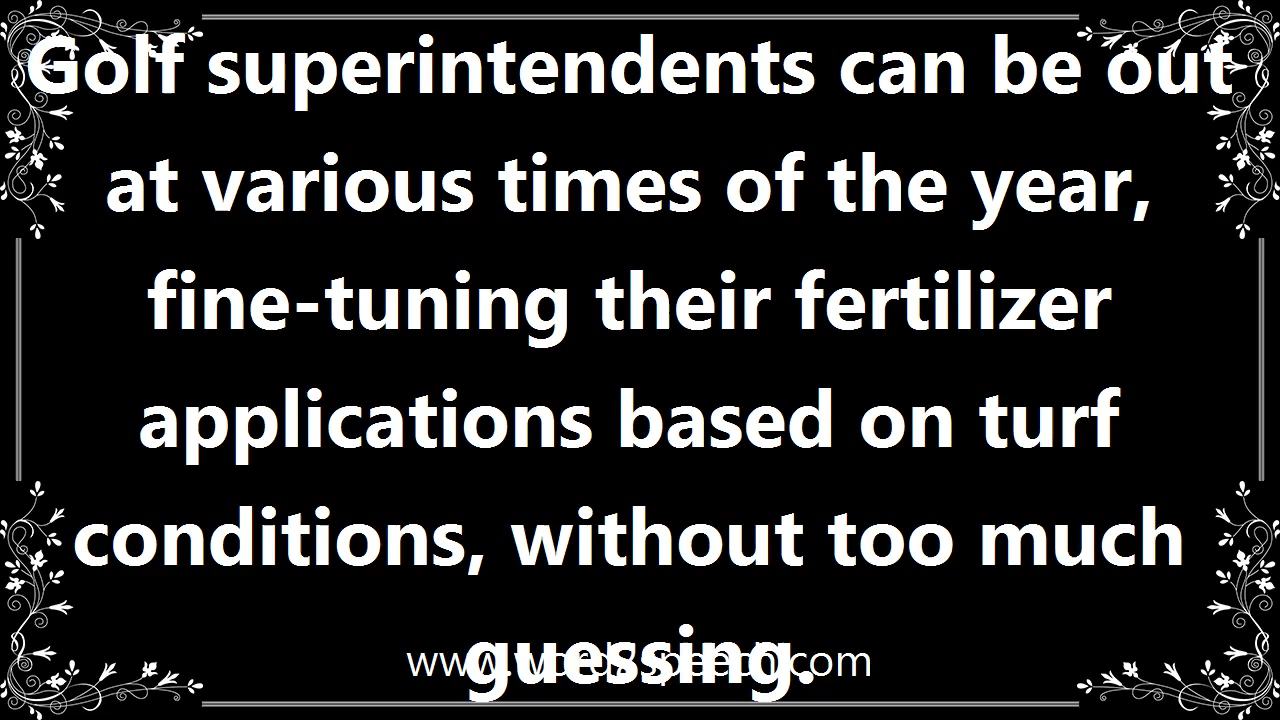 Golf superintendents can be out
at various times of the year,
fine-tuning their fertilizer
applications based on turf
conditions, without too much
guessing.